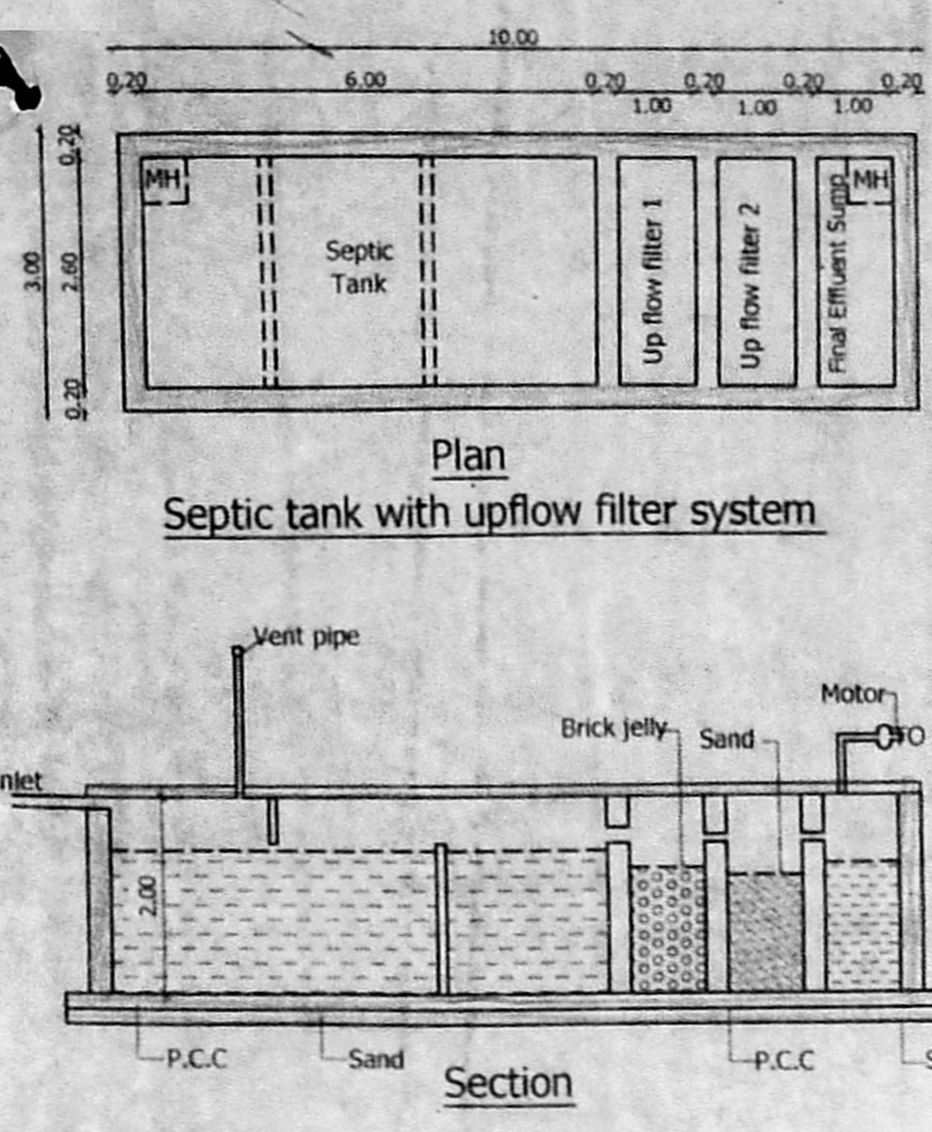 10.00
0.20 6.00 0.20 0.20 0.20 0.20
1.00 1.00 1.00
0.20
3.00
2.60
0.20
MH
Septic
Tank
Up flow filter 1
Up flow filter 2
Final Effluent Sump
MH
Plan
Septic tank with upflow filter system
Vent pipe
Motor
Brick jelly
Sand
TO
nlet
2.00
P.C.C
Sand
P.C.C
S
Section